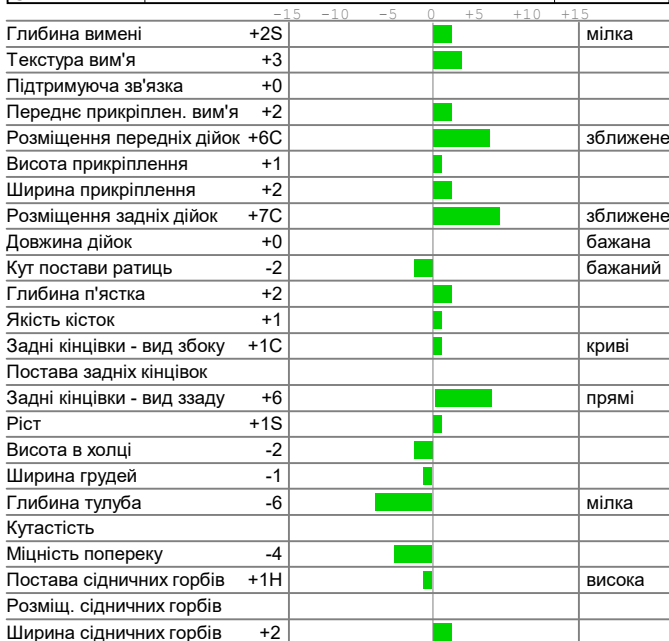 -15 -10 -5 0 +5 +10 +15
Глибина вимені +2S мілка
Текстура вим'я +3
Підтримуюча зв'язка +0
Переднє прикріплен. вим'я +2
Розміщення передніх дійок +6C зближене
Висота прикріплення +1
Ширина прикріплення +2
Розміщення задніх дійок +7C зближене
Довжина дійок +0 бажана
Кут постави ратиць -2 бажаний
Глибина п'ястка +2
Якість кісток +1
Задні кінцівки - вид збоку +1C криві
Постава задніх кінцівок
Задні кінцівки - вид ззаду +6 прямі
Ріст +1S
Висота в холці -2
Ширина грудей -1
Глибина тулуба -6 мілка
Кутастість
Міцність попереку -4
Постава сідничних горбів +1H висока
Розміщ. сідничних горбів
Ширина сідничних горбів +2